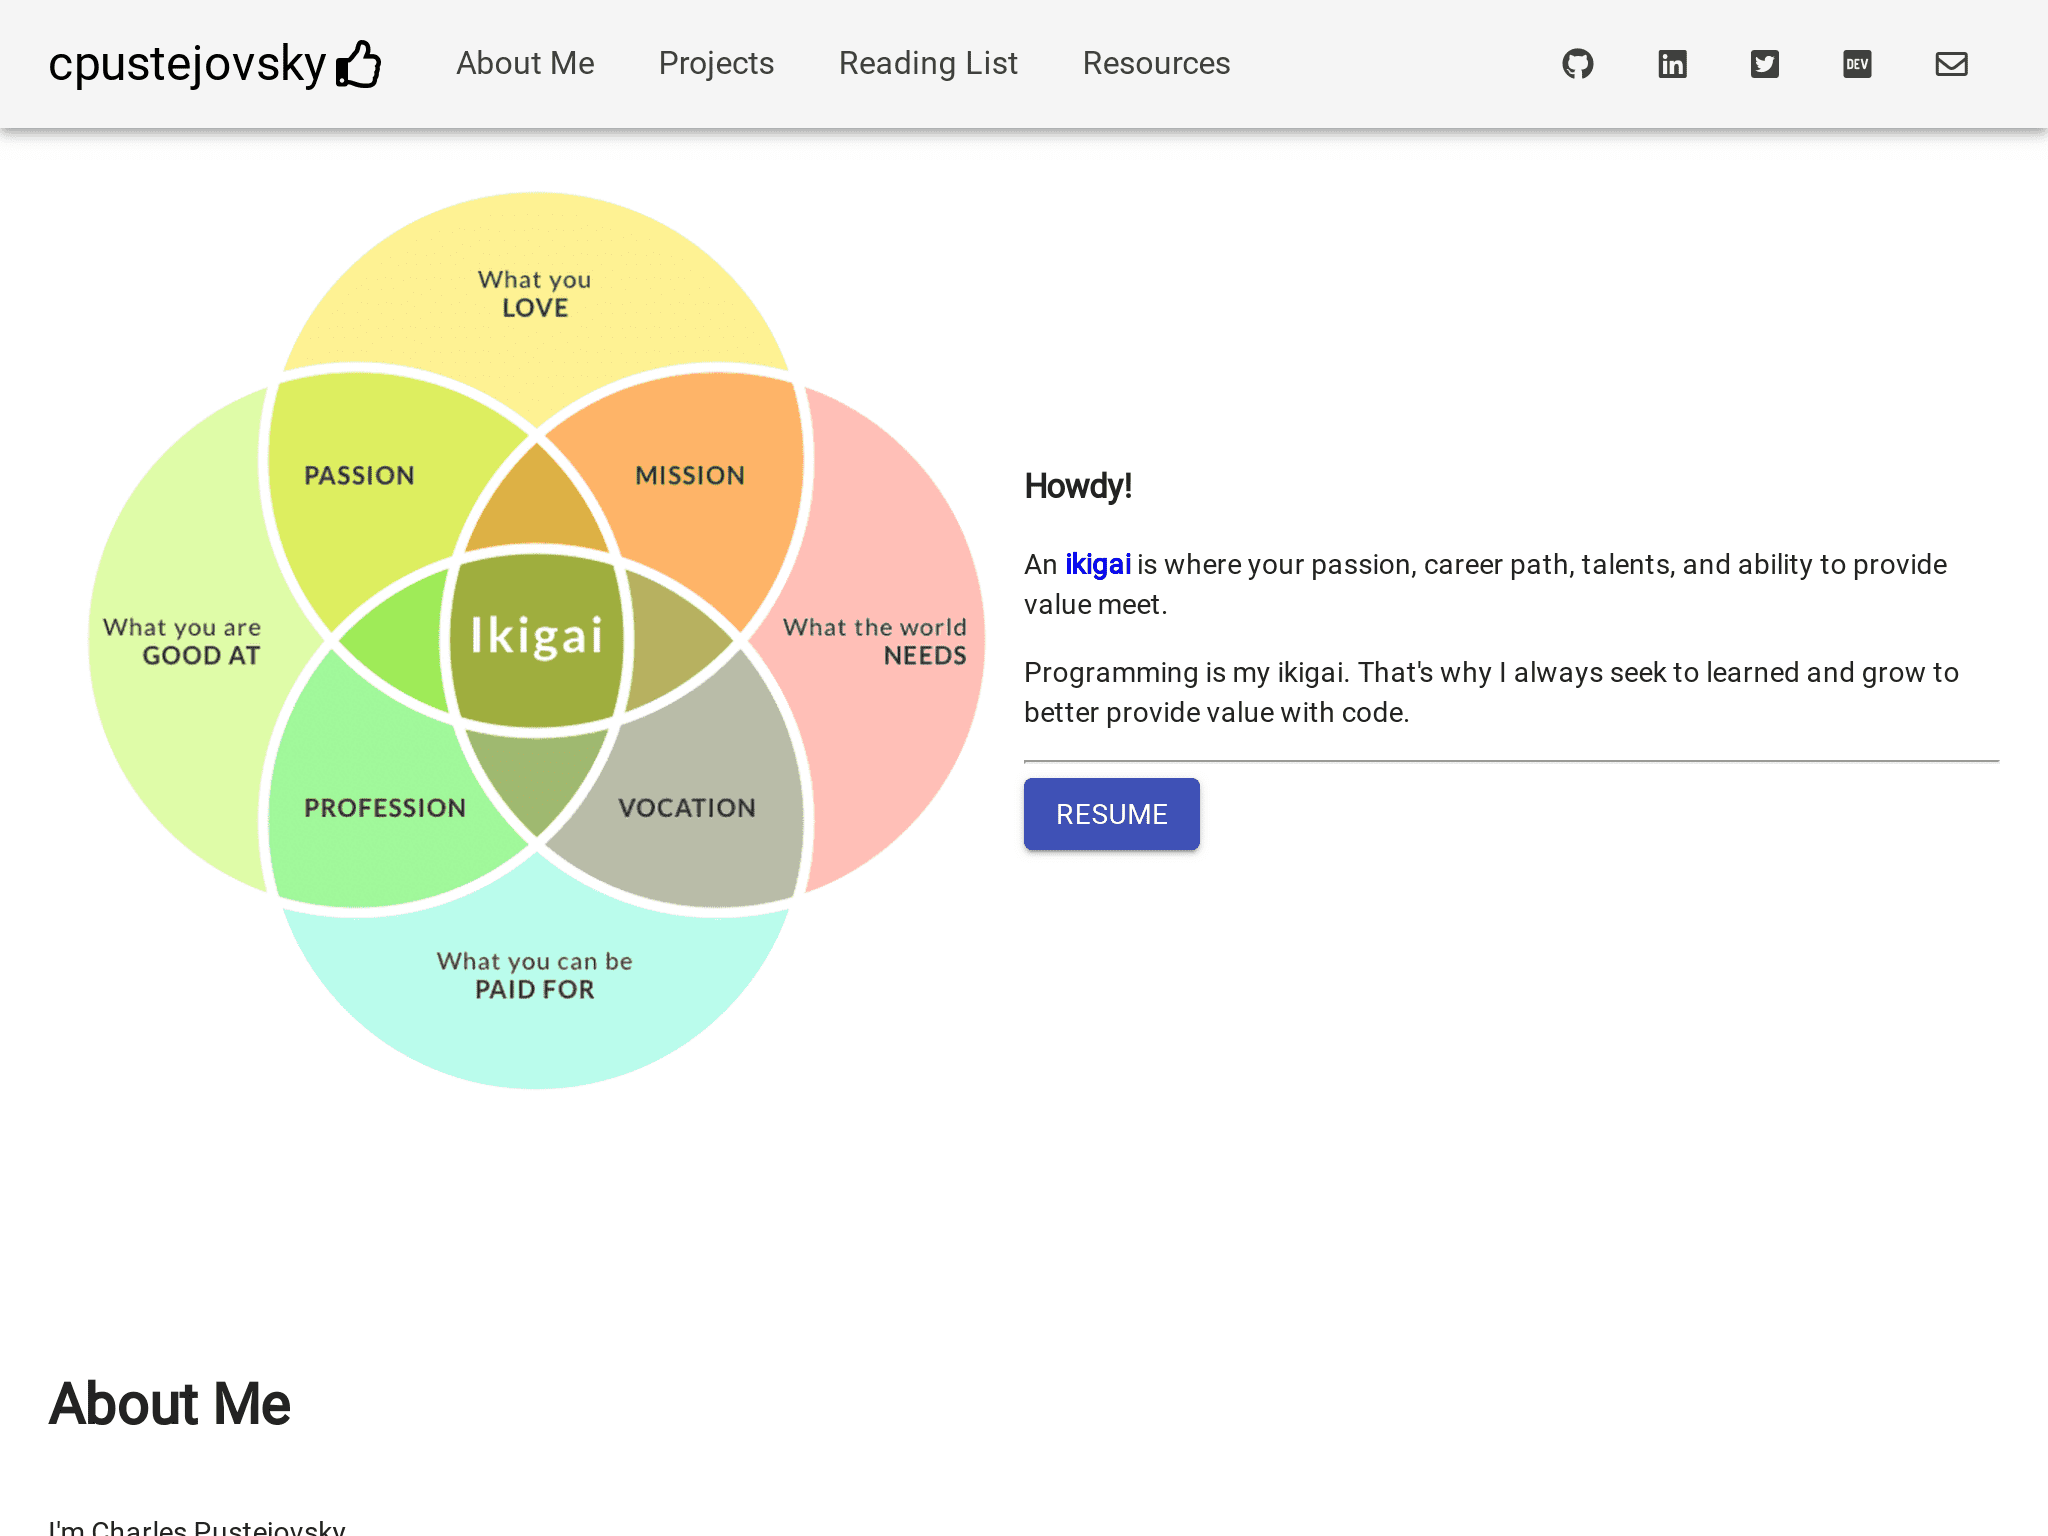 cpustejovsky About Me Projects Reading List Resources DEV
What you
LOVE
PASSION
MISSION
What you are
GOOD AT
Ikigai
What the world
NEEDS
PROFESSION
VOCATION
What you can be
PAID FOR
Howdy!
An ikigai is where your passion, career path, talents, and ability to provide
value meet.
Programming is my ikigai. That's why I always seek to learned and grow to
better provide value with code.
RESUME
About Me
I'm Charles Pustejovsky